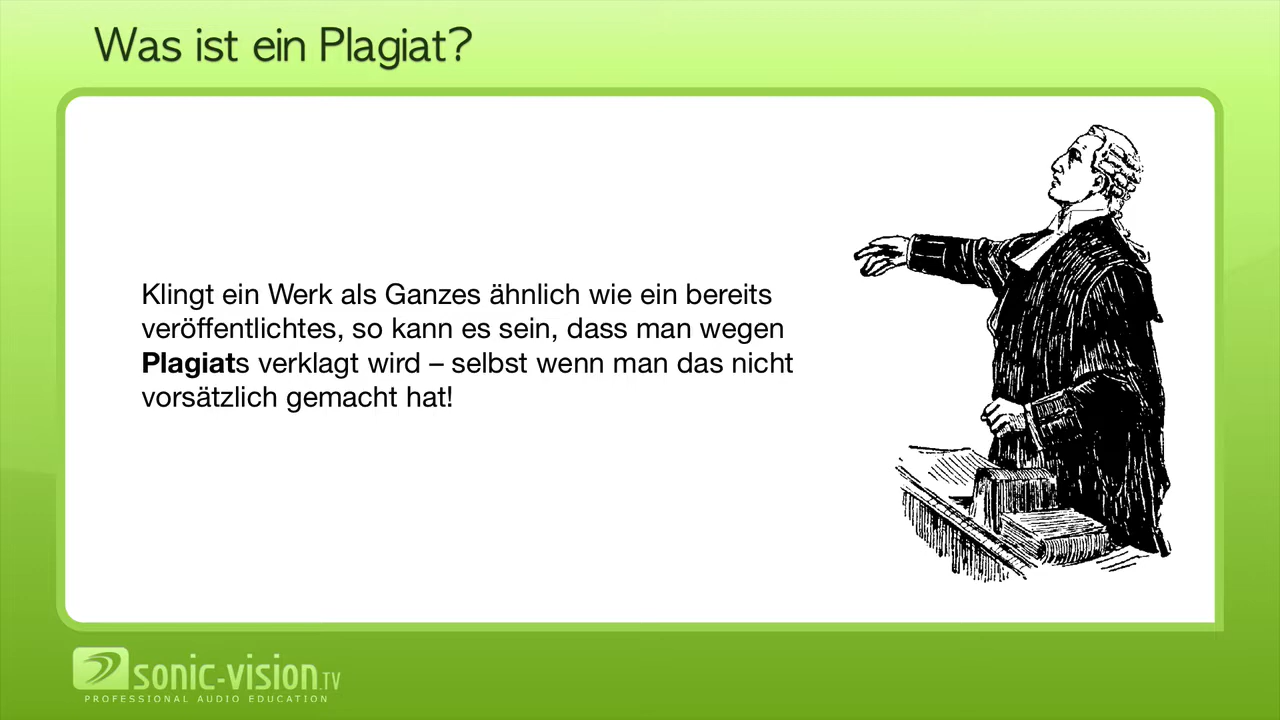 Was ist ein Plagiat?
Klingt ein Werk als Ganzes ähnlich wie ein bereits
veröffentlichtes, so kann es sein, dass man wegen
Plagiats verklagt wird – selbst wenn man das nicht
vorsätzlich gemacht hat!
sonic-vision.TV
PROFESSIONAL AUDIO EDUCATION